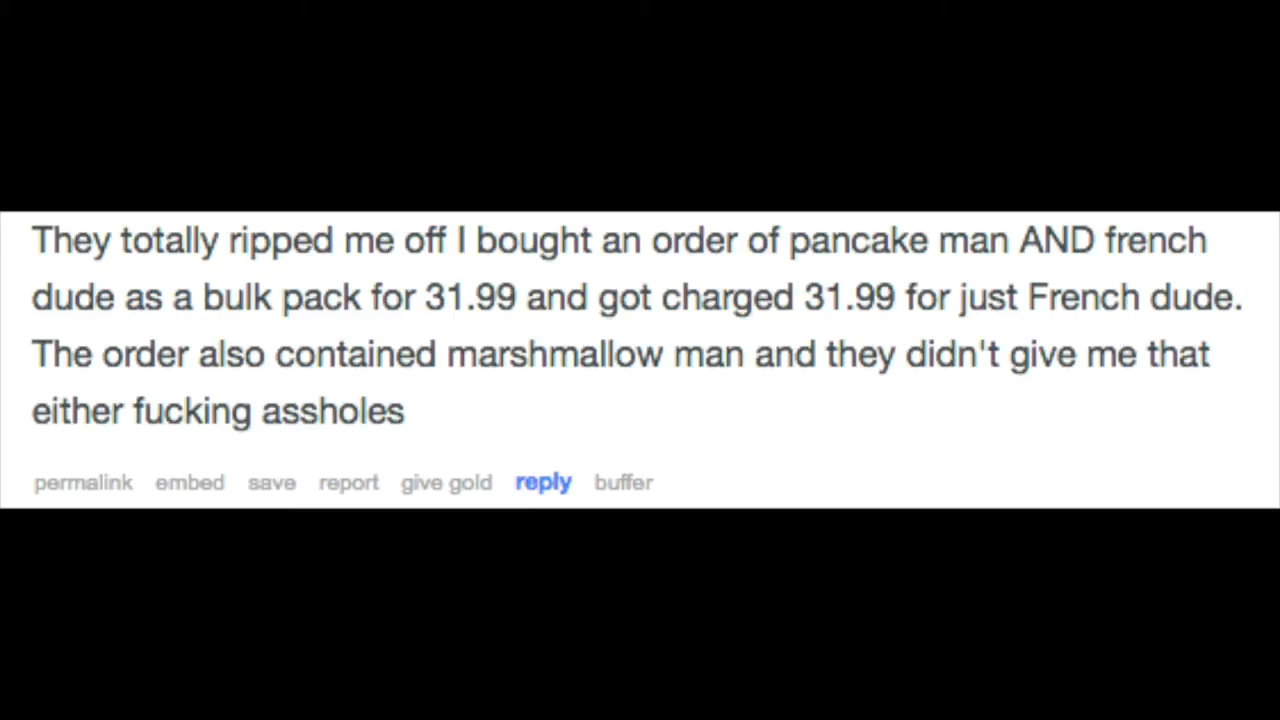 They totally ripped me off I bought an order of pancake man AND french
dude as a bulk pack for 31.99 and got charged 31.99 for just French dude.
The order also contained marshmallow man and they didn't give me that
either fucking assholes
permalink embed save report give gold reply buffer